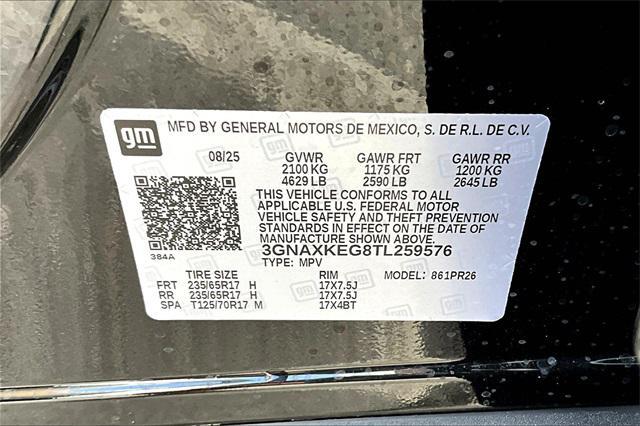 gm MFD BY GENERAL MOTORS DE MEXICO, S. DE R.L. DE C.V.
08/25 GVWR GAWR FRT GAWR RR
2100 KG 1175 KG 1200 KG
4629 LB 2590 LB 2645 LB
THIS VEHICLE CONFORMS TO ALL
APPLICABLE U.S. FEDERAL MOTOR
VEHICLE SAFETY AND THEFT PREVENTION
STANDARDS IN EFFECT ON THE DATE OF
MANUFACTURE SHOWN ABOVE.
384A 3GNAXKEG8TL259576
TYPE: MPV
TIRE SIZE RIM MODEL: 861PR26
FRT 235/65R17 H 17X7.5J
RR 235/65R17 H 17X7.5J
SPA T125/70R17 M 17X4BT